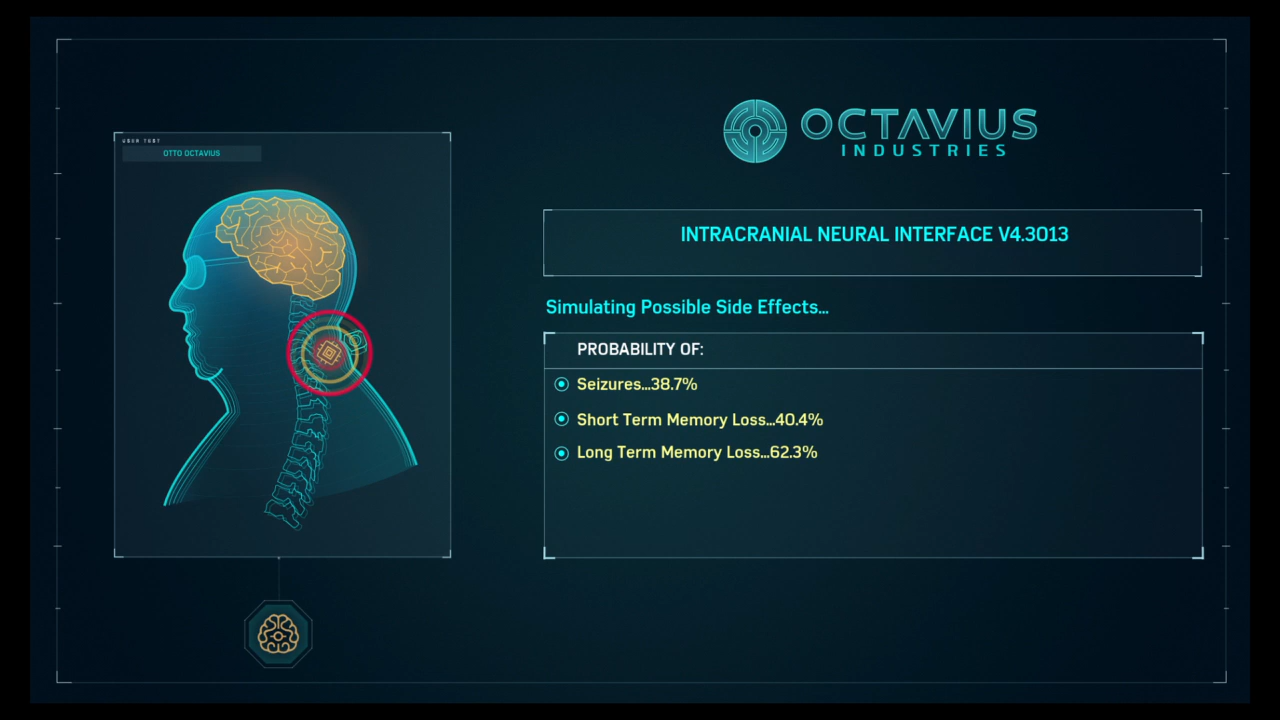 OTTO OCTAVIUS
OCTAVIUS
INDUSTRIES
INTRACRANIAL NEURAL INTERFACE V4.3013
Simulating Possible Side Effects...
PROBABILITY OF:
Seizures...38.7%
Short Term Memory Loss...40.4%
Long Term Memory Loss...62.3%